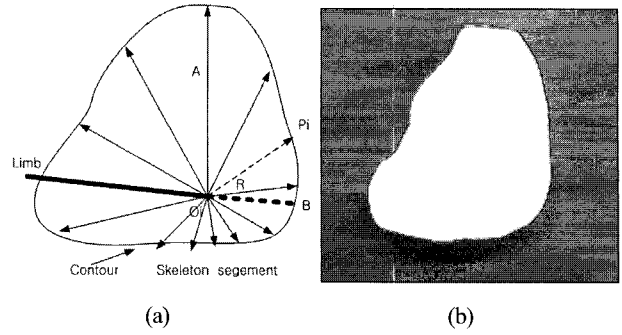 A
Pi
Limb
R
Oi
B
Contour
Skeleton segement
(a)
(b)